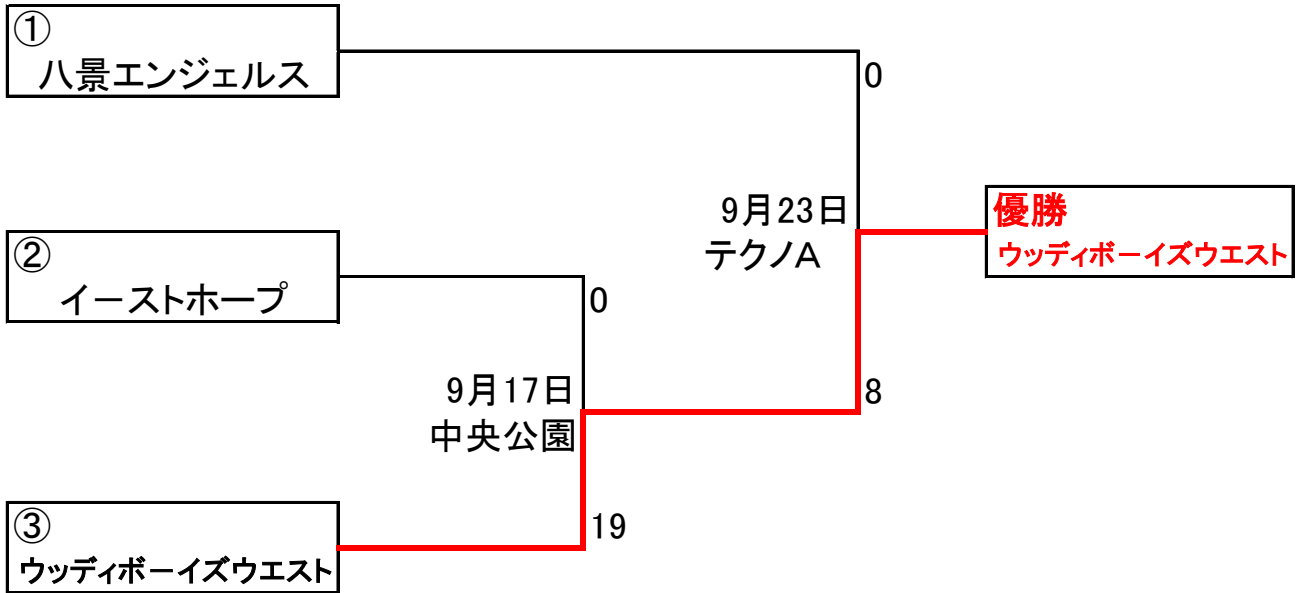 ①
八景エンジェルス
0
9月23日
テクノA
優勝
ウッディボーイズウエスト
②
イーストホープ
0
9月17日
中央公園
8
19
③
ウッディボーイズウエスト